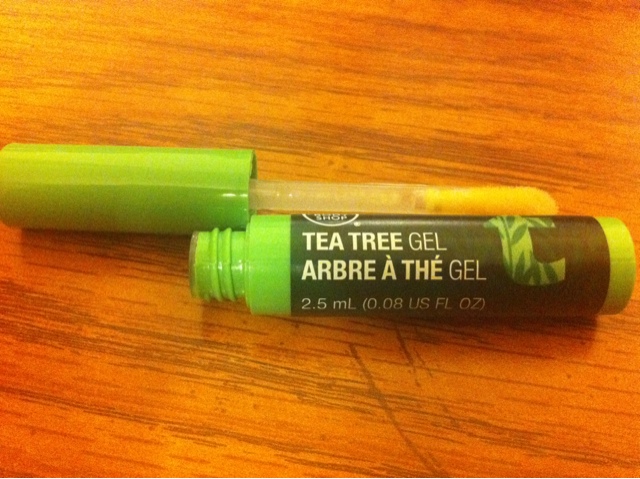 SHOP
TEA TREE GEL
ARBRE À THÉ GEL
2.5 mL (0.08 US FL OZ)